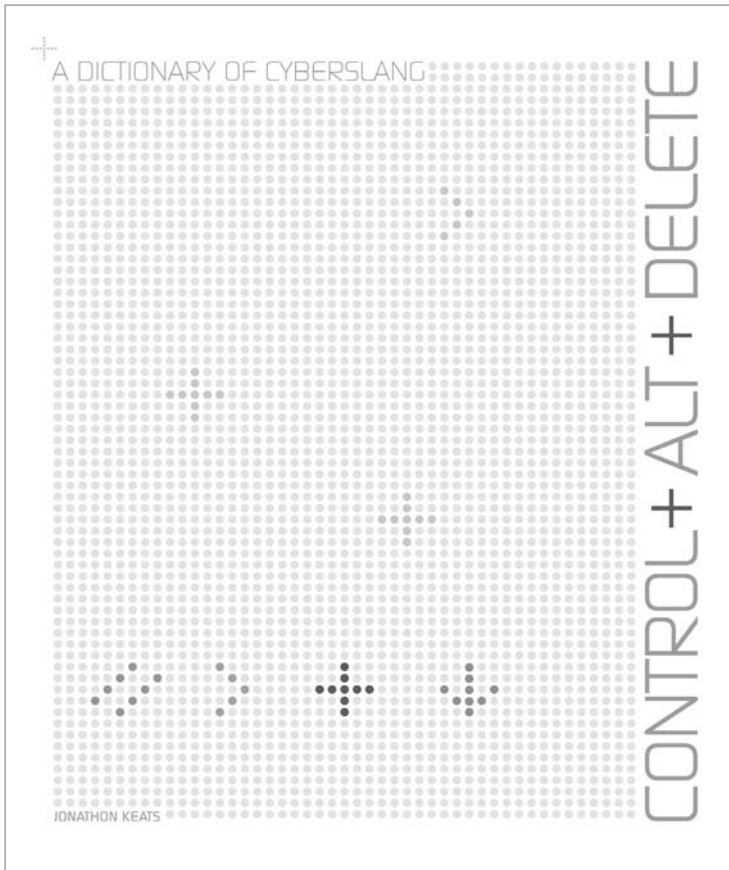 A DICTIONARY OF CYBERSLANG
CONTROL + ALT + DELETE
JONATHON KEATS